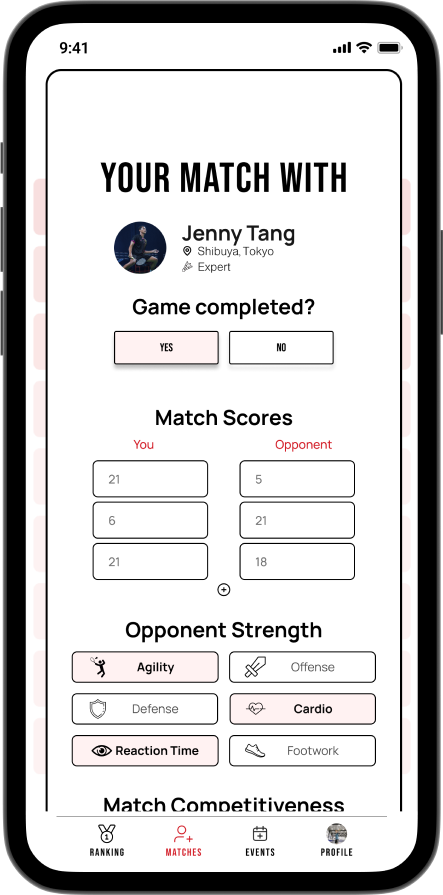 9:41
YOUR MATCH WITH
Jenny Tang
Shibuya, Tokyo
Expert
Game completed?
YES NO
Match Scores
You Opponent
21 5
6 21
21 18
Opponent Strength
Agility Offense
Defense Cardio
Reaction Time Footwork
Match Competitiveness
1
RANKING MATCHES EVENTS PROFILE